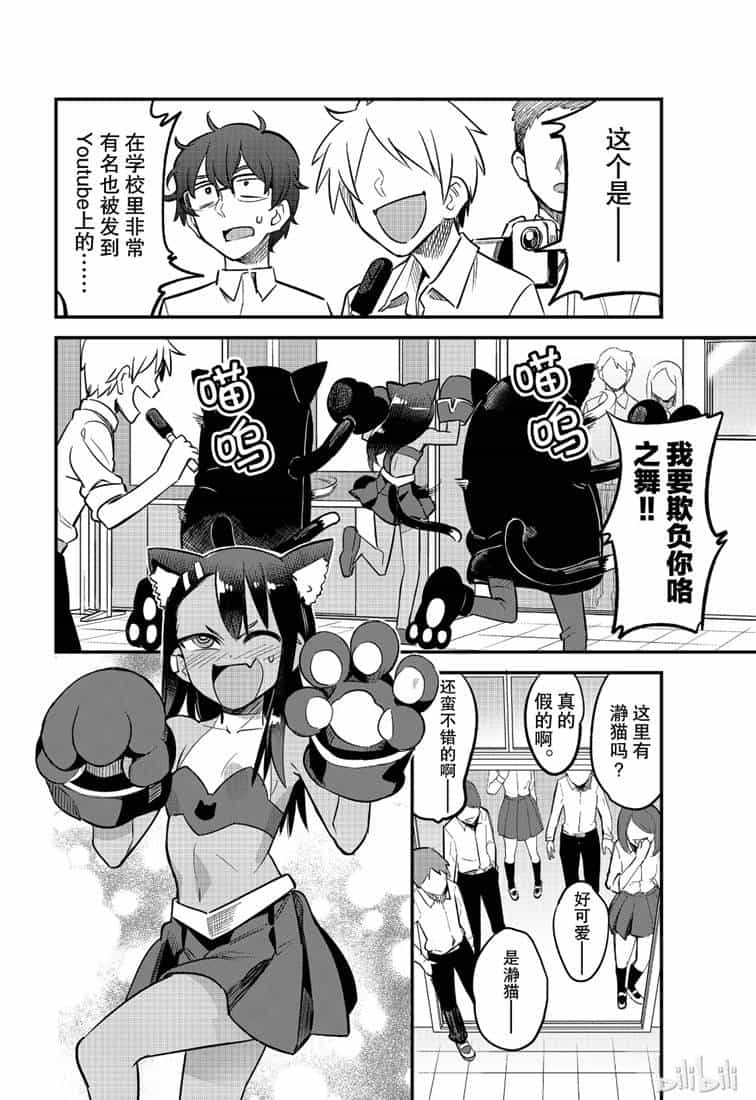 这个是——
在学校里非常
有名也被发到
Youtube上的……
我要欺负你咯
之舞!!
喵呜
喵呜
这里有
瀞猫吗?
真的
假的啊。
还蛮不错的啊——
好可爱——
是瀞猫——
bilibili